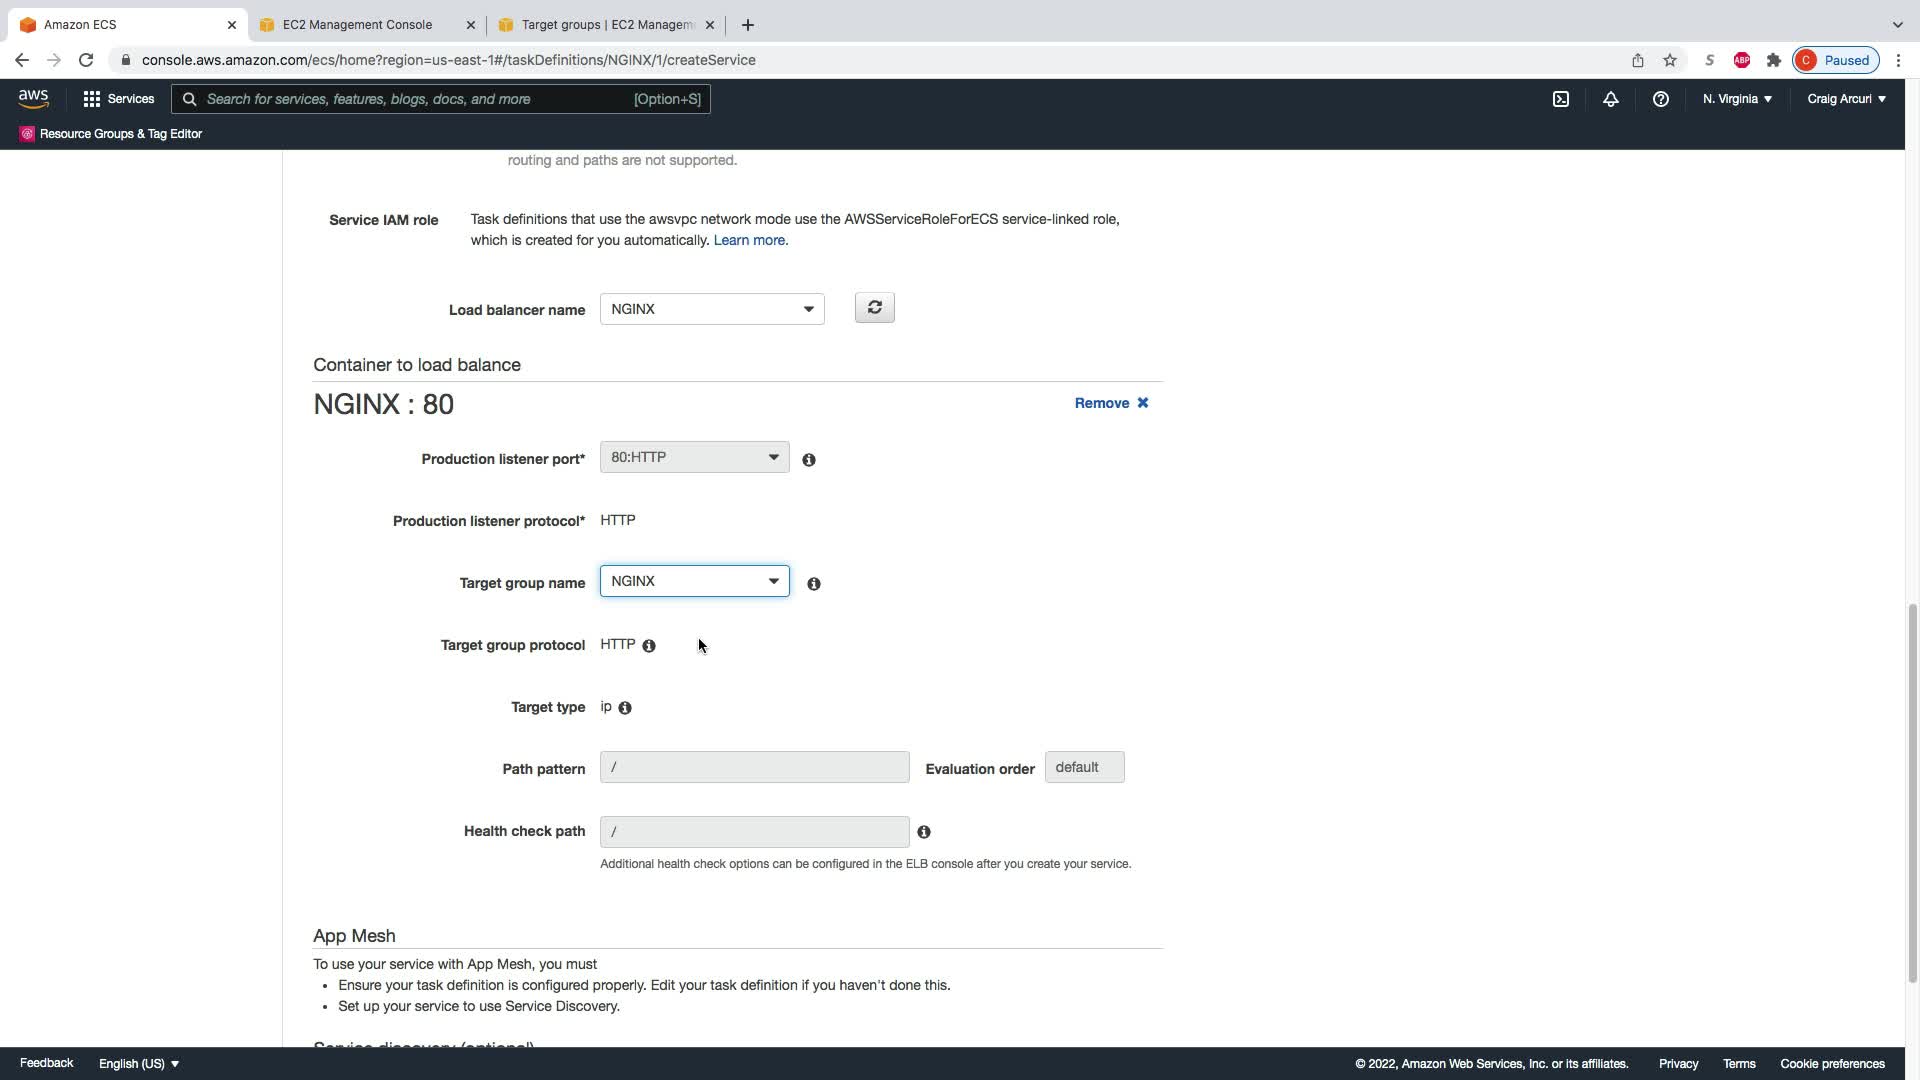 Amazon ECS
EC2 Management Console
Target groups | EC2 Managem
console.aws.amazon.com/ecs/home?region=us-east-1#/taskDefinitions/NGINX/1/createService
S
ABP
C
Paused
aws
Services
Search for services, features, blogs, docs, and more
[Option+S]
N. Virginia
Craig Arcuri
Resource Groups & Tag Editor
routing and paths are not supported.
Service IAM role
Task definitions that use the awsvpc network mode use the AWSServiceRoleForECS service-linked role,
which is created for you automatically. Learn more.
Load balancer name
NGINX
Container to load balance
NGINX : 80
Remove
Production listener port*
80:HTTP
Production listener protocol*
HTTP
Target group name
NGINX
Target group protocol
HTTP
Target type
ip
Path pattern
/
Evaluation order
default
Health check path
/
Additional health check options can be configured in the ELB console after you create your service.
App Mesh
To use your service with App Mesh, you must
• Ensure your task definition is configured properly. Edit your task definition if you haven't done this.
• Set up your service to use Service Discovery.
Service discovery (optional)
Feedback
English (US)
© 2022, Amazon Web Services, Inc. or its affiliates.
Privacy
Terms
Cookie preferences